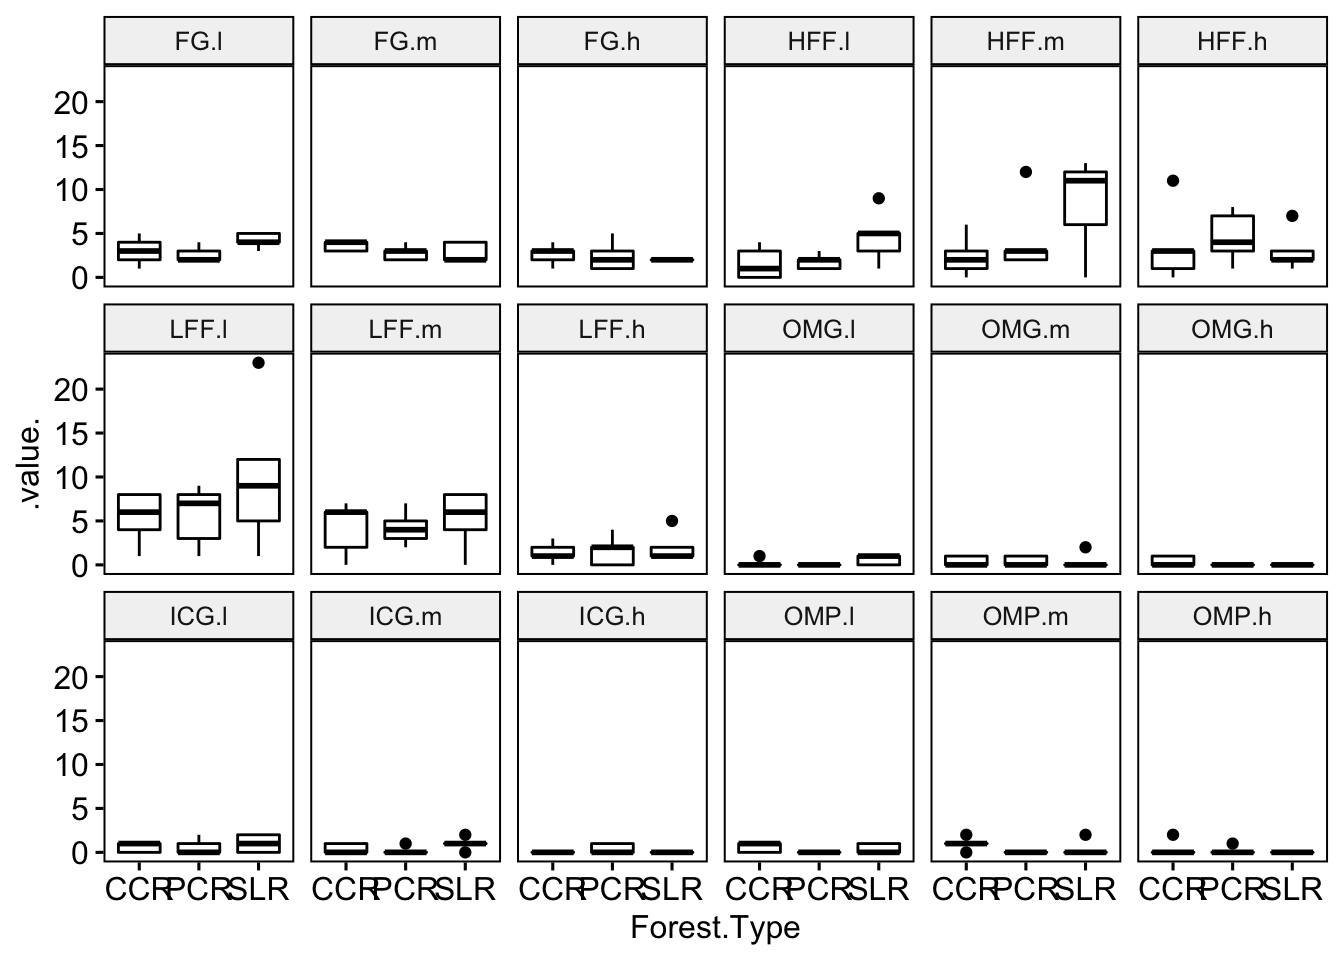 FG.l FG.m FG.h HFF.l HFF.m HFF.h
20
15
10
5
0
LFF.l LFF.m LFF.h OMG.l OMG.m OMG.h
20
15
10
5
0
.value.
ICG.l ICG.m ICG.h OMP.l OMP.m OMP.h
20
15
10
5
0
CCR PCR SLR CCR PCR SLR CCR PCR SLR CCR PCR SLR CCR PCR SLR CCR PCR SLR
Forest.Type